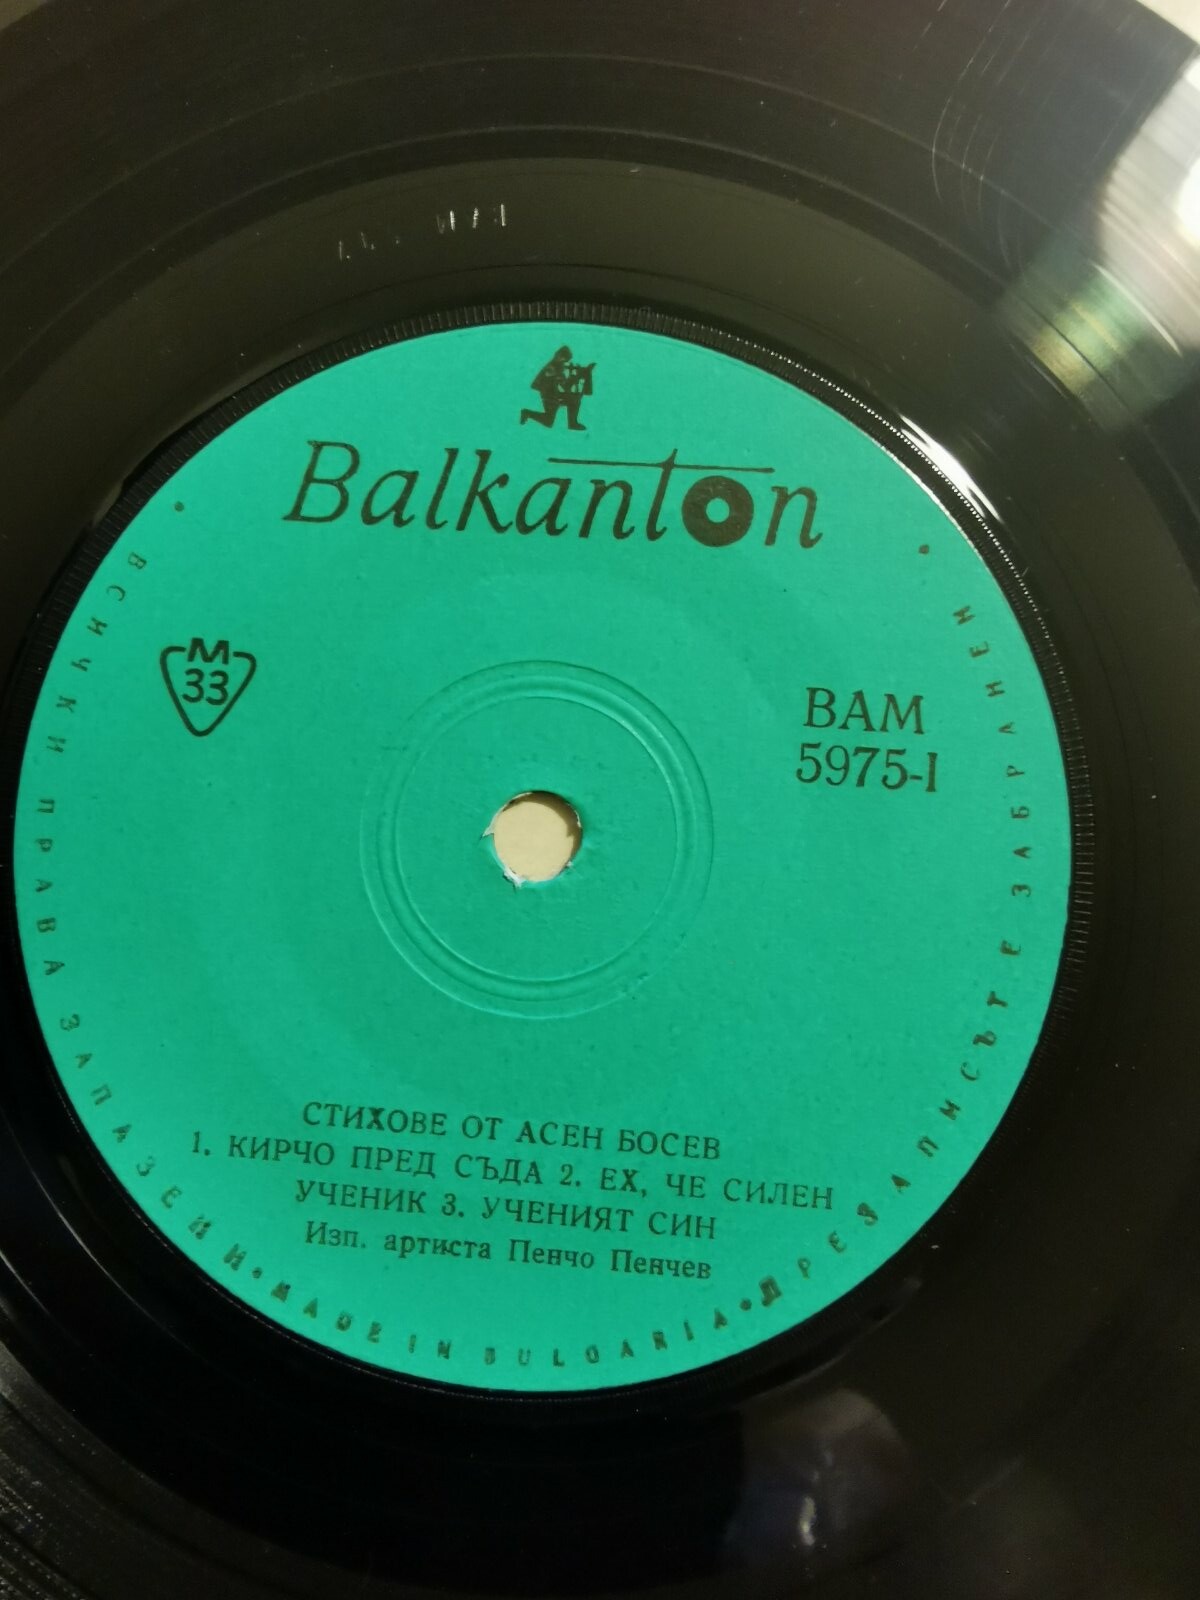 Balkanton
M
33
ВАМ
5975-I
СТИХОВЕ ОТ АСЕН БОСЕВ
1. КИРЧО ПРЕД СЪДА 2. ЕХ, ЧЕ СИЛЕН
УЧЕНИК 3. УЧЕНИЯТ СИН
Изп. артиста Пенчо Пенчев
• ВСИЧКИ ПРАВА ЗАПАЗЕНИ • MADE IN BULGARIA • ПРЕЗАПИСЪТ Е ЗАБРАНЕН •